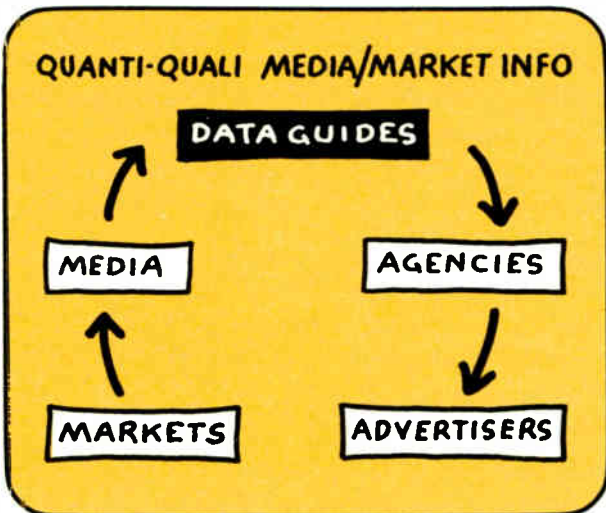 QUANTI-QUALI MEDIA/MARKET INFO
DATA GUIDES
MEDIA
AGENCIES
MARKETS
ADVERTISERS